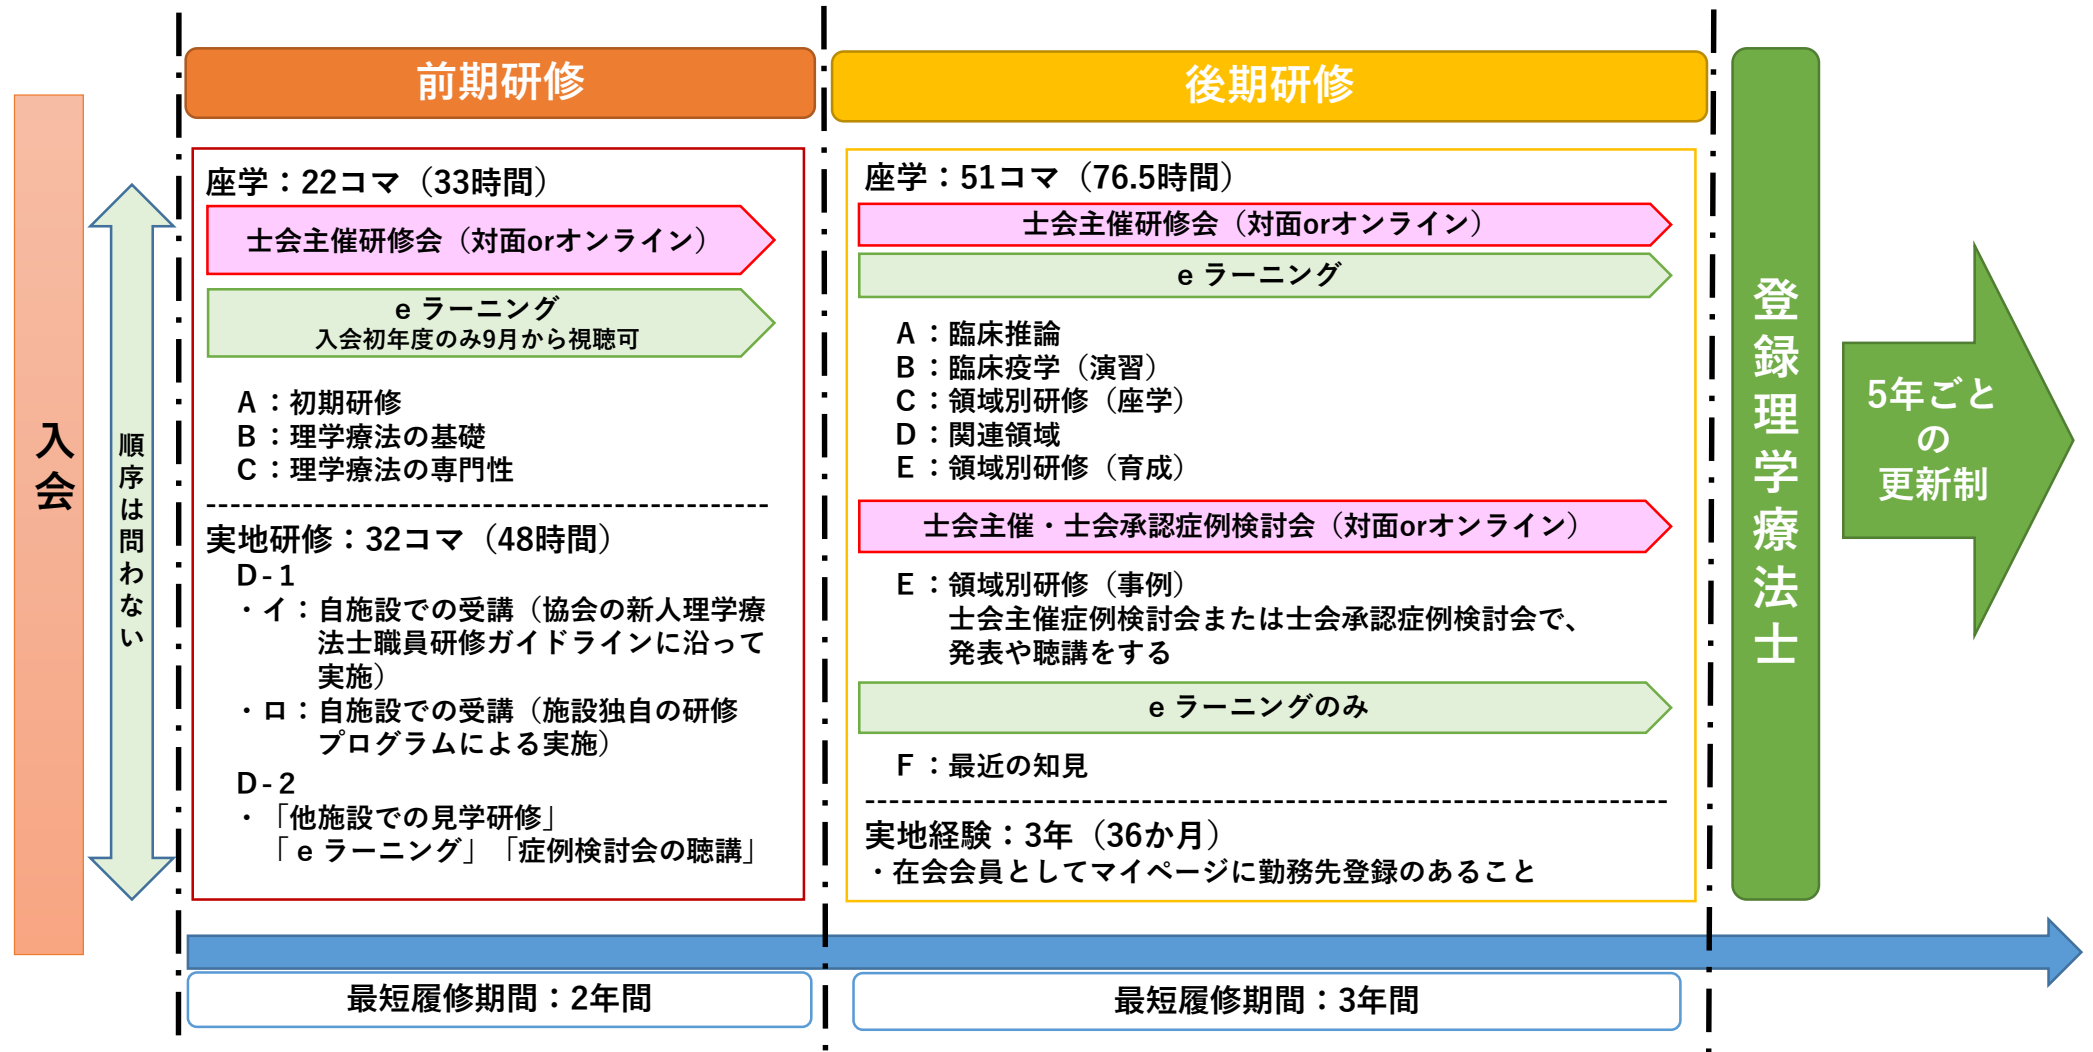 入会
順序は問わない
前期研修
座学：22コマ（33時間）
士会主催研修会（対面orオンライン）
e ラーニング
入会初年度のみ9月から視聴可
A：初期研修
B：理学療法の基礎
C：理学療法の専門性
実地研修：32コマ（48時間）
D-1
・イ：自施設での受講（協会の新人理学療
法士職員研修ガイドラインに沿って
実施）
・ロ：自施設での受講（施設独自の研修
プログラムによる実施）
D-2
・「他施設での見学研修」
「e ラーニング」「症例検討会の聴講」
最短履修期間：2年間
後期研修
座学：51コマ（76.5時間）
士会主催研修会（対面orオンライン）
e ラーニング
A：臨床推論
B：臨床疫学（演習）
C：領域別研修（座学）
D：関連領域
E：領域別研修（育成）
士会主催・士会承認症例検討会（対面orオンライン）
E：領域別研修（事例）
士会主催症例検討会または士会承認症例検討会で、
発表や聴講をする
e ラーニングのみ
F：最近の知見
実地経験：3年（36か月）
・在会会員としてマイページに勤務先登録のあること
最短履修期間：3年間
登録理学療法士
5年ごと
の
更新制